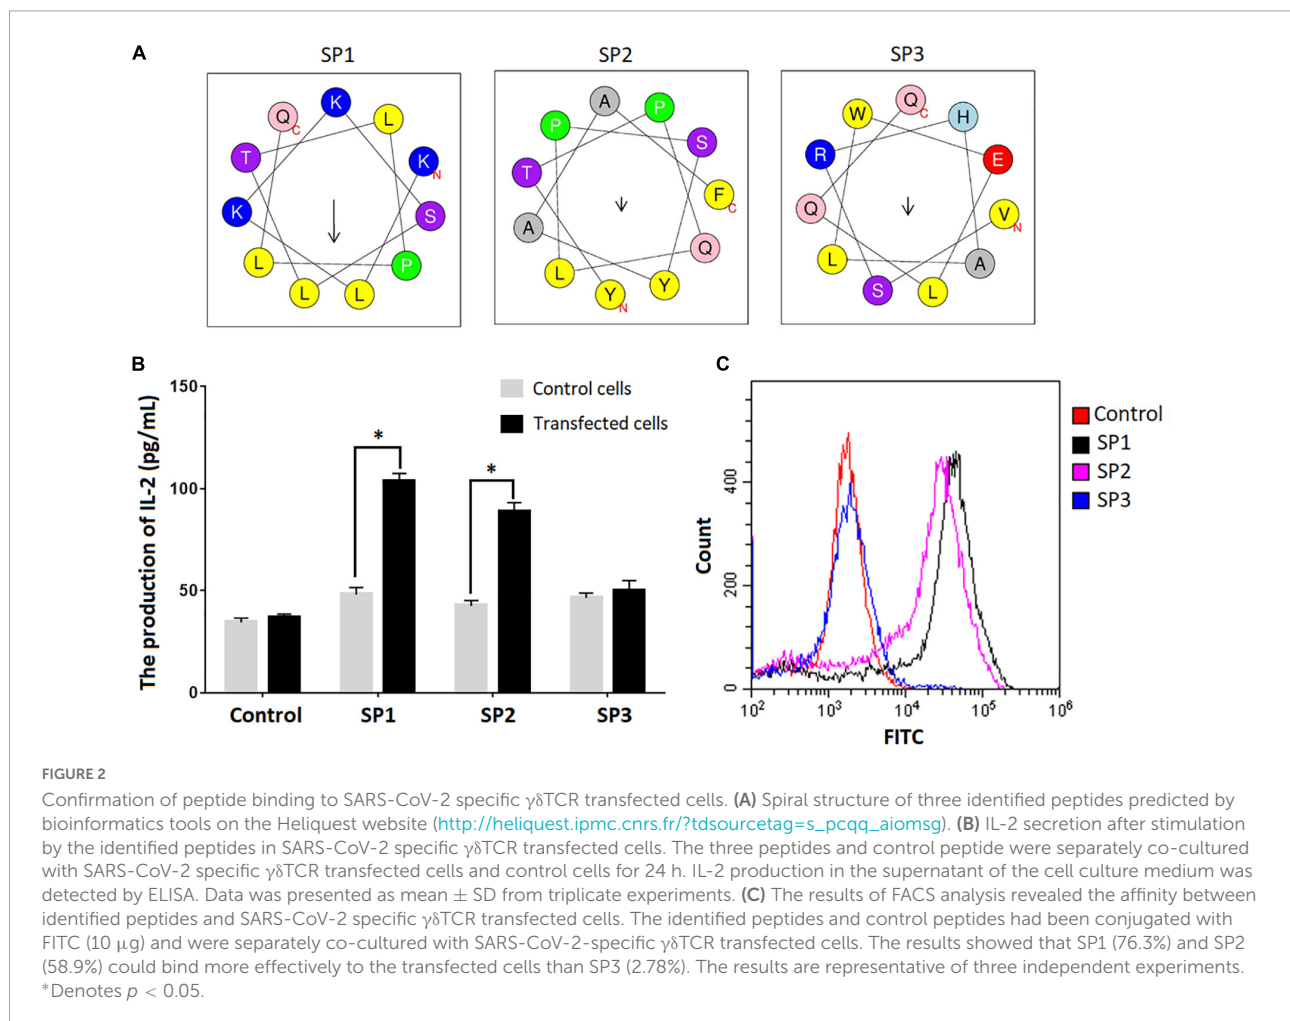 A
SP1
SP2
SP3
K
L
K
N
S
P
L
L
L
K
T
Q
C
A
P
S
F
C
Q
Y
Y
N
L
A
T
P
Q
C
H
E
V
N
A
L
S
L
Q
R
W
B
The production of IL-2 (pg/mL)
150
100
50
0
Control cells
Transfected cells
*
*
Control
SP1
SP2
SP3
C
Count
400
200
0
10²
10³
10⁴
10⁵
10⁶
FITC
Control
SP1
SP2
SP3
FIGURE 2
Confirmation of peptide binding to SARS-CoV-2 specific γδTCR transfected cells. (A) Spiral structure of three identified peptides predicted by
bioinformatics tools on the Heliquest website (http://heliquest.ipmc.cnrs.fr/?tdsourcetag=s_pcqq_aiomsg). (B) IL-2 secretion after stimulation
by the identified peptides in SARS-CoV-2 specific γδTCR transfected cells. The three peptides and control peptide were separately co-cultured
with SARS-CoV-2 specific γδTCR transfected cells and control cells for 24 h. IL-2 production in the supernatant of the cell culture medium was
detected by ELISA. Data was presented as mean ± SD from triplicate experiments. (C) The results of FACS analysis revealed the affinity between
identified peptides and SARS-CoV-2 specific γδTCR transfected cells. The identified peptides and control peptides had been conjugated with
FITC (10 μg) and were separately co-cultured with SARS-CoV-2-specific γδTCR transfected cells. The results showed that SP1 (76.3%) and SP2
(58.9%) could bind more effectively to the transfected cells than SP3 (2.78%). The results are representative of three independent experiments.
*Denotes p < 0.05.